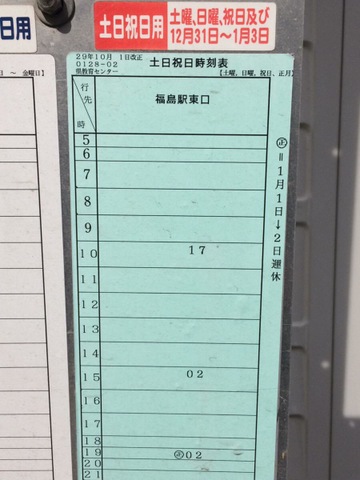 日用
土日祝日用
土曜、日曜、祝日及び
12月31日～1月3日
～ 金曜日】
29年10月 1日改正
0128-02
県教育センター
土日祝日時刻表
【土曜、日曜、祝日、正月】
行先
時
福島駅東口
5
6
7
8
9
10 17
11
12
13
14
15 02
16
17
18
19 ㊣02
20
21
㊣＝1月1日→2日運休